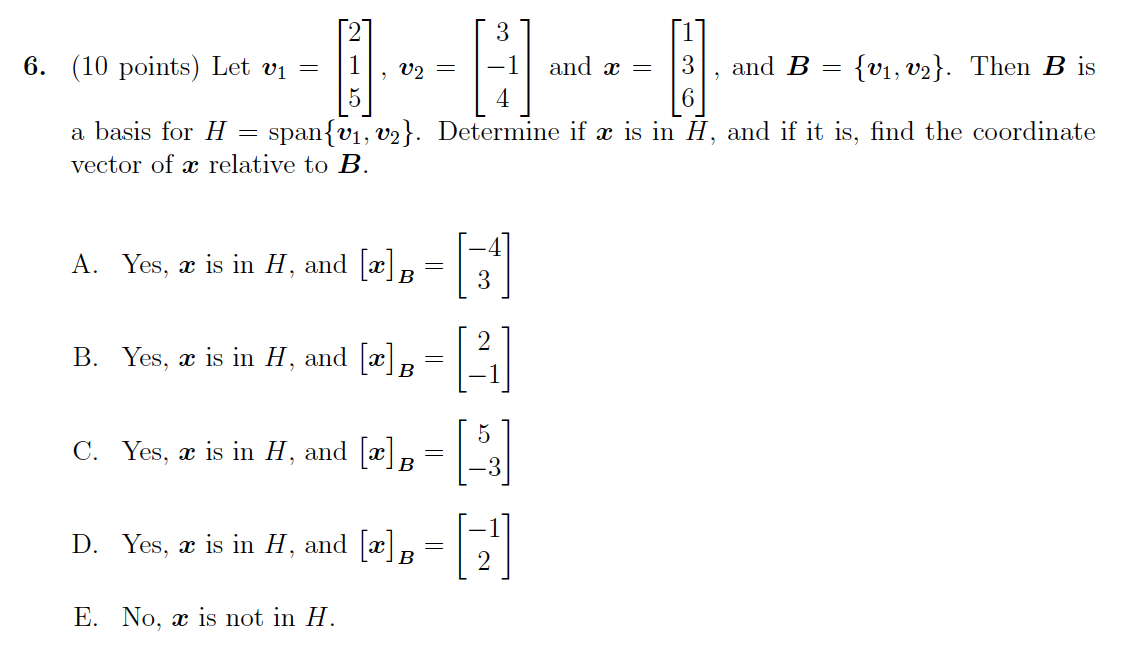 6. (10 points) Let v₁ = [2 1 5], v₂ = [3 −1 4] and x = [1 3 6], and B = {v₁, v₂}. Then B is
a basis for H = span{v₁, v₂}. Determine if x is in H, and if it is, find the coordinate
vector of x relative to B.
A. Yes, x is in H, and [x]_B = [−4 3]
B. Yes, x is in H, and [x]_B = [2 −1]
C. Yes, x is in H, and [x]_B = [5 −3]
D. Yes, x is in H, and [x]_B = [−1 2]
E. No, x is not in H.